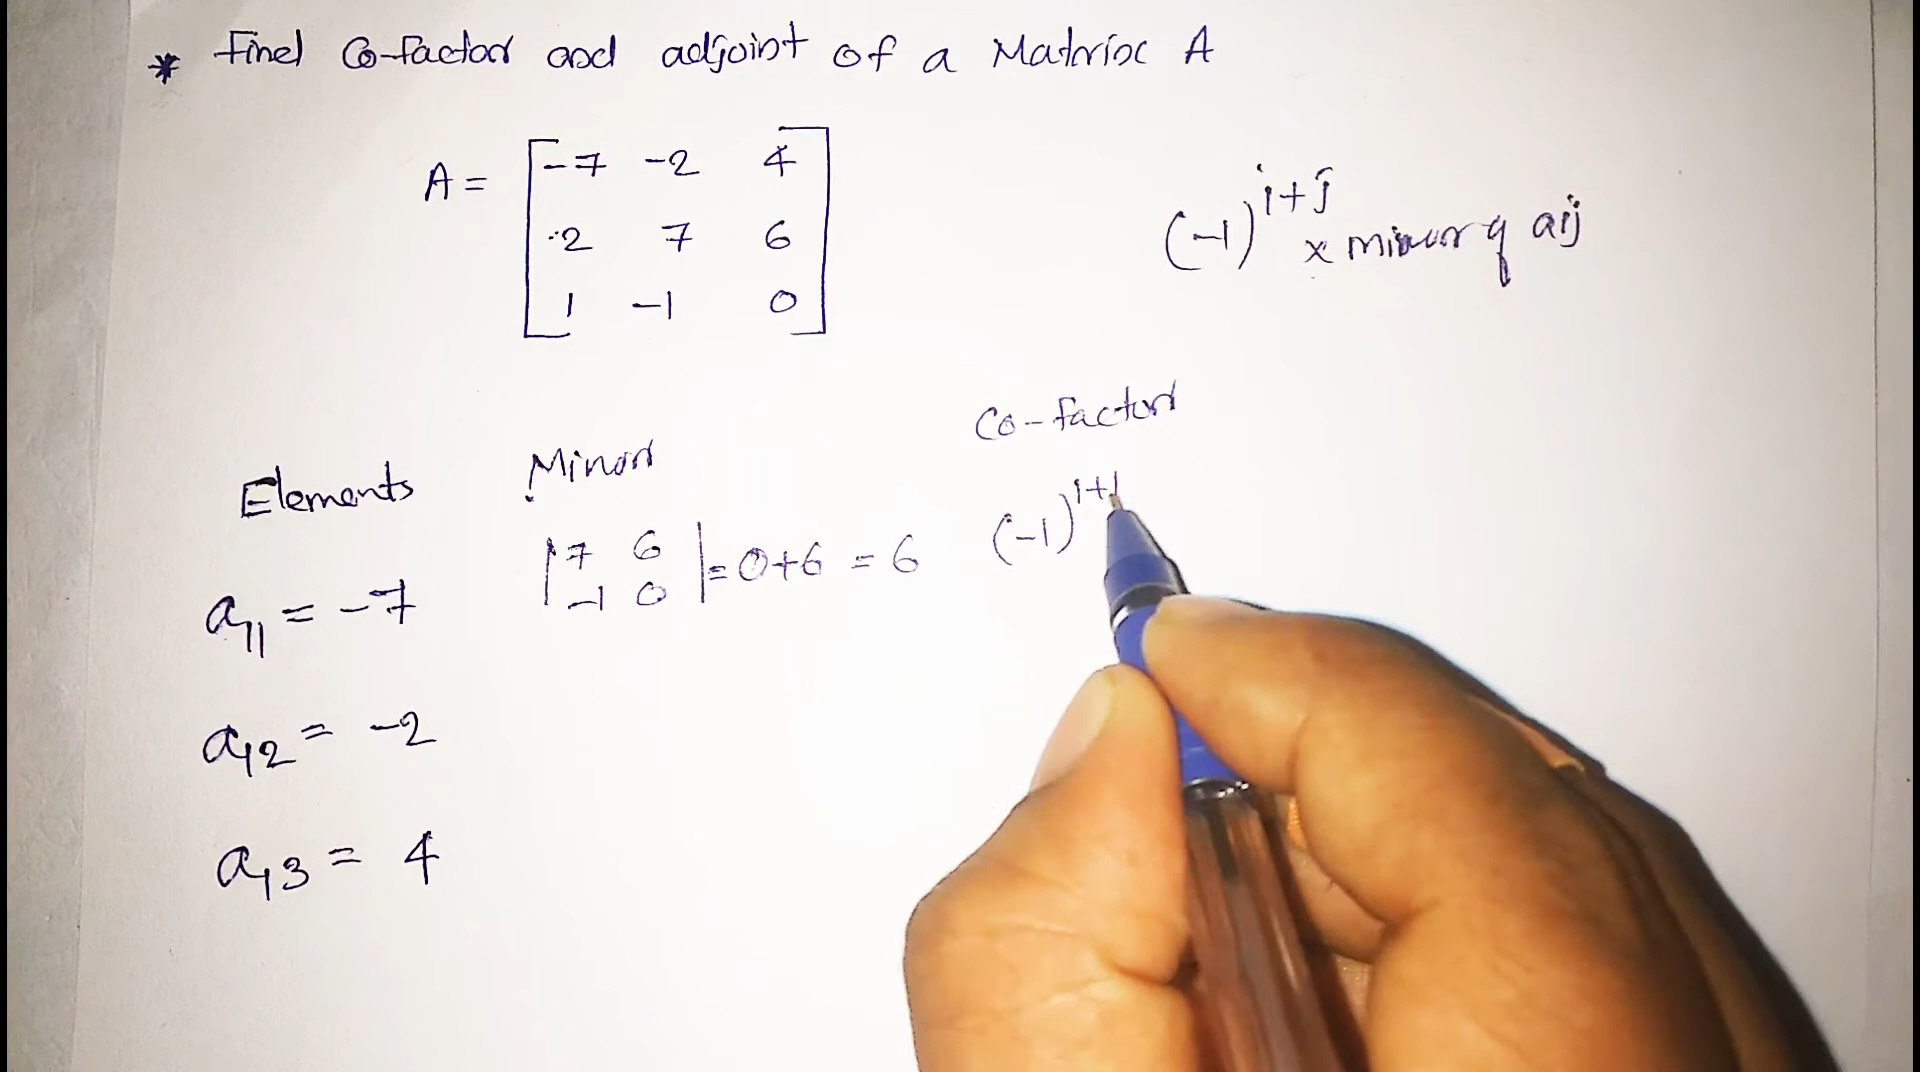 * Find Co-factor and adjoint of a Matrix A
A = [ -7 -2 4
2 7 6
1 -1 0 ]
(-1)^{i+j} x minor of aij
Elements Minor Co-factor
a11 = -7 | 7 6
-1 0 | = 0+6 = 6 (-1)^{1+1}
a12 = -2
a13 = 4